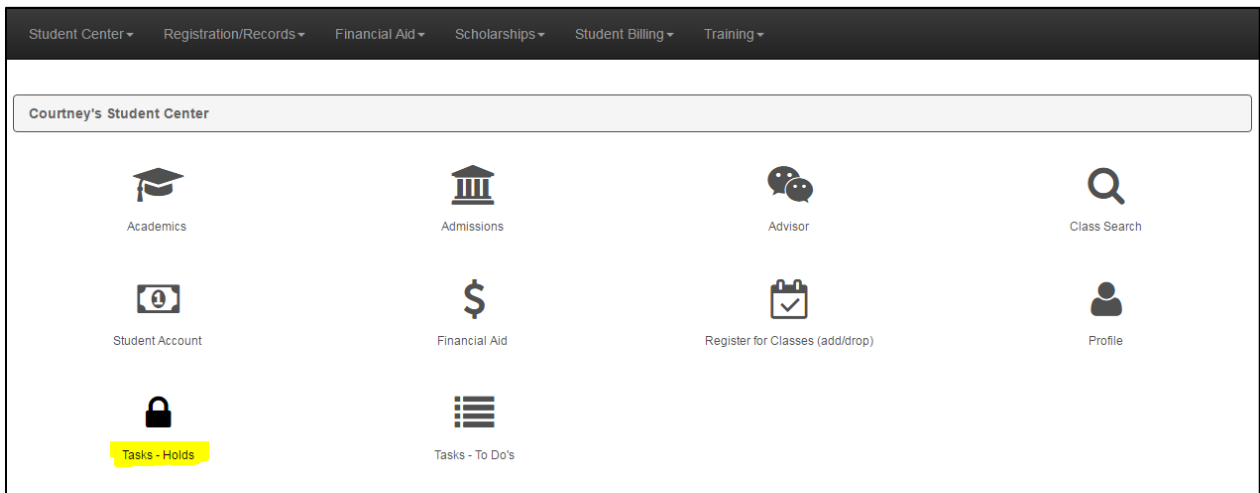 Student Center Registration/Records Financial Aid Scholarships Student Billing Training
Courtney's Student Center
Academics Admissions Advisor Class Search
1
Student Account Financial Aid Register for Classes (add/drop) Profile
Tasks - Holds Tasks - To Do's